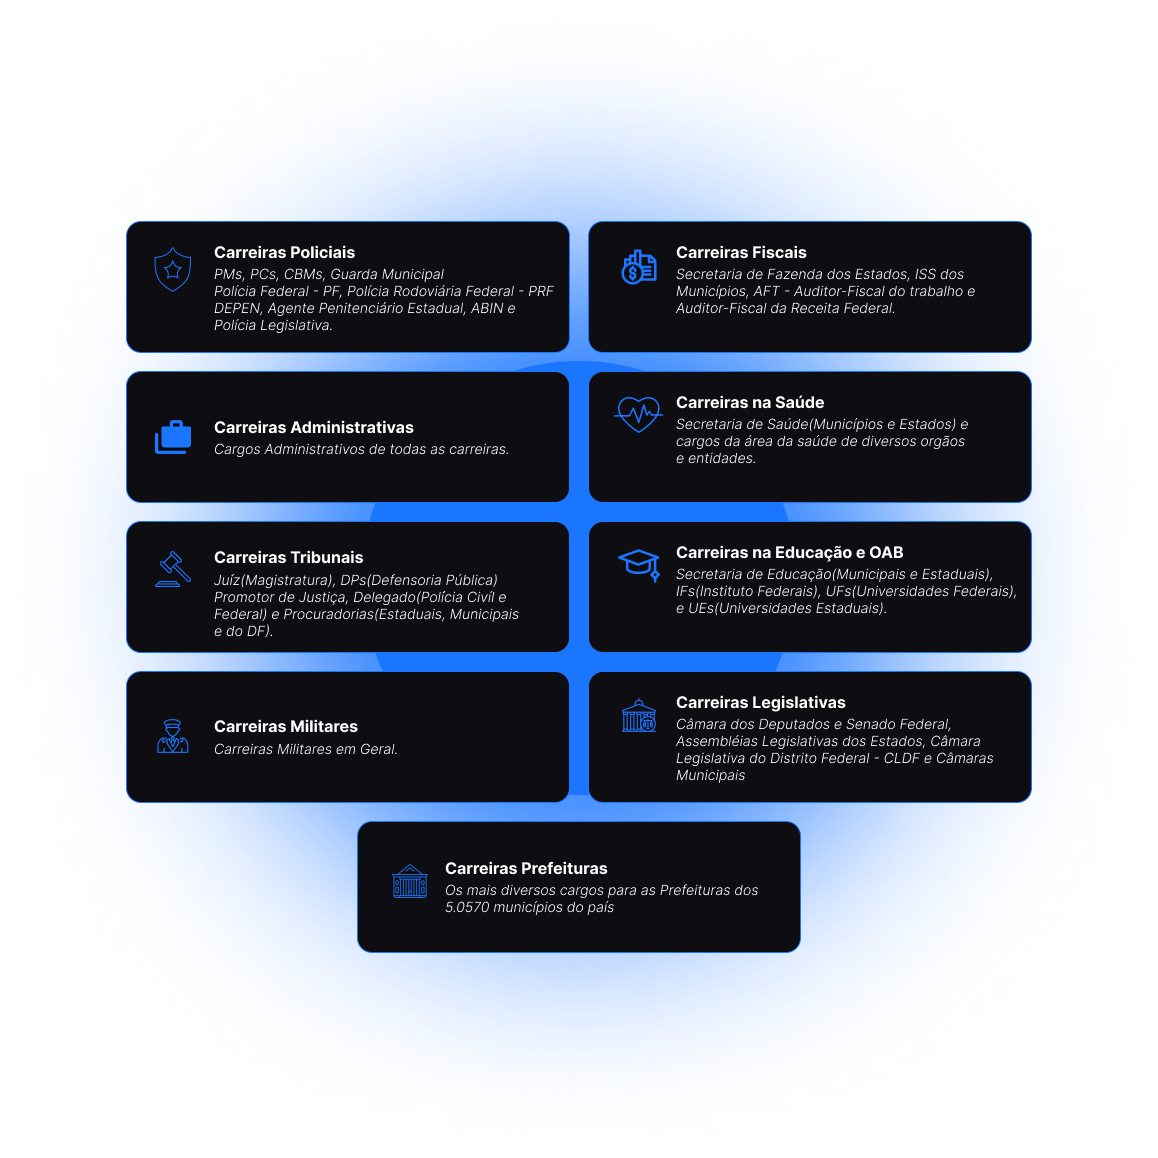 Carreiras Policiais
PMs, PCs, CBMs, Guarda Municipal
Polícia Federal - PF, Polícia Rodoviária Federal - PRF
DEPEN, Agente Penitenciário Estadual, ABIN e
Polícia Legislativa.
Carreiras Fiscais
Secretaria de Fazenda dos Estados, ISS dos
Municípios, AFT - Auditor-Fiscal do trabalho e
Auditor-Fiscal da Receita Federal.
Carreiras Administrativas
Cargos Administrativos de todas as carreiras.
Carreiras na Saúde
Secretaria de Saúde(Municípios e Estados) e
cargos da área da saúde de diversos orgãos
e entidades.
Carreiras Tribunais
Juíz(Magistratura), DPs(Defensoria Pública)
Promotor de Justiça, Delegado(Polícia Civíl e
Federal) e Procuradorias(Estaduais, Municipais
e do DF).
Carreiras na Educação e OAB
Secretaria de Educação(Municipais e Estaduais),
IFs(Instituto Federais), UFs(Universidades Federais),
e UEs(Universidades Estaduais).
Carreiras Militares
Carreiras Militares em Geral.
Carreiras Legislativas
Câmara dos Deputados e Senado Federal,
Assembléias Legislativas dos Estados, Câmara
Legislativa do Distrito Federal - CLDF e Câmaras
Municipais
Carreiras Prefeituras
Os mais diversos cargos para as Prefeituras dos
5.0570 municípios do país